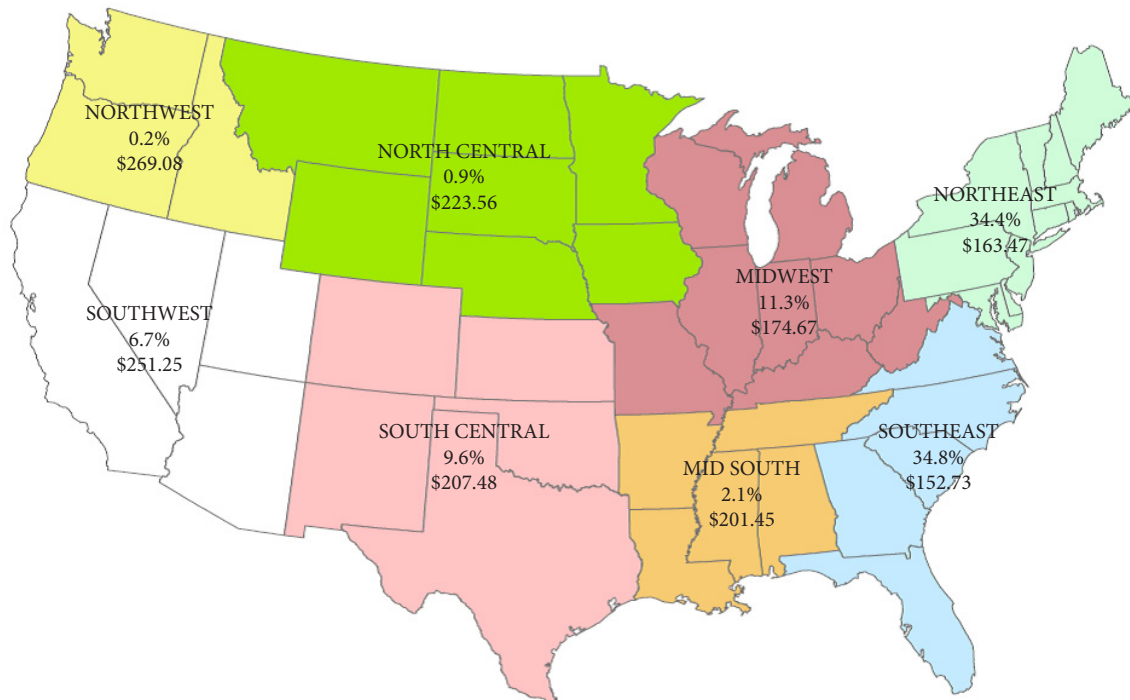 NORTHWEST
0.2%
$269.08
NORTH CENTRAL
0.9%
$223.56
NORTHEAST
34.4%
$163.47
MIDWEST
11.3%
$174.67
SOUTHWEST
6.7%
$251.25
SOUTH CENTRAL
9.6%
$207.48
MID SOUTH
2.1%
$201.45
SOUTHEAST
34.8%
$152.73